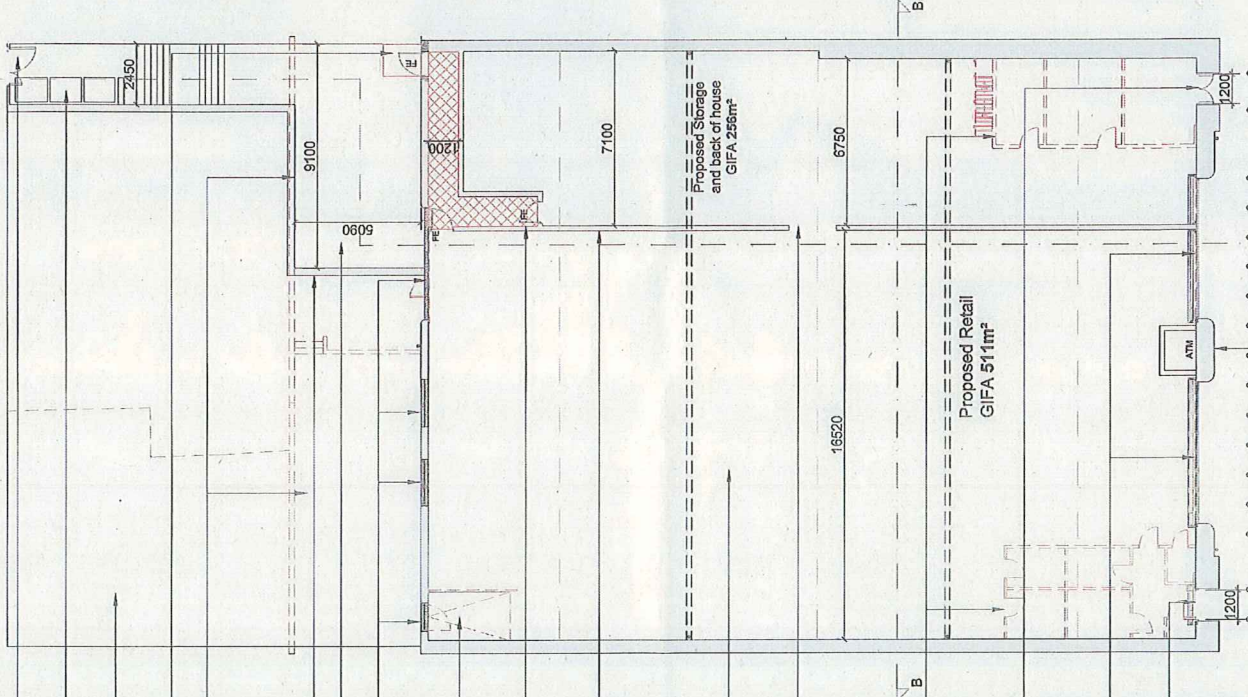 2450
FE
9100
5090
1200
7100
Proposed Storage
and back of house
GIFA 256m²
FE
FE
B
6750
16520
Proposed Retail
GIFA 511m²
ATM
1200
1200
B